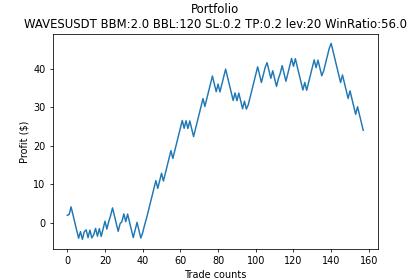 Portfolio
WAVESUSDT BBM:2.0 BBL:120 SL:0.2 TP:0.2 lev:20 WinRatio:56.0
40
30
20
10
0
Profit ($)
0 20 40 60 80 100 120 140 160
Trade counts